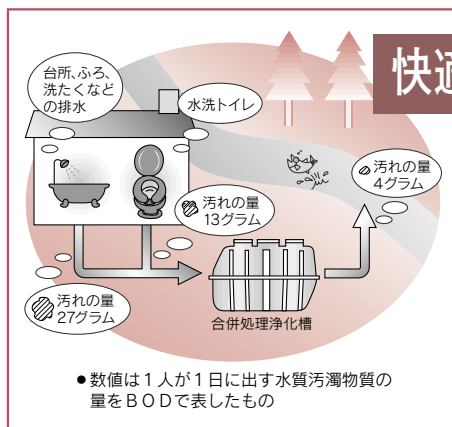 快適
台所、ふろ、
洗たくなど
の排水
水洗トイレ
汚れの量
4グラム
汚れの量
13グラム
汚れの量
27グラム
合併処理浄化槽
●数値は1人が1日に出す水質汚濁物質の
量をBODで表したもの